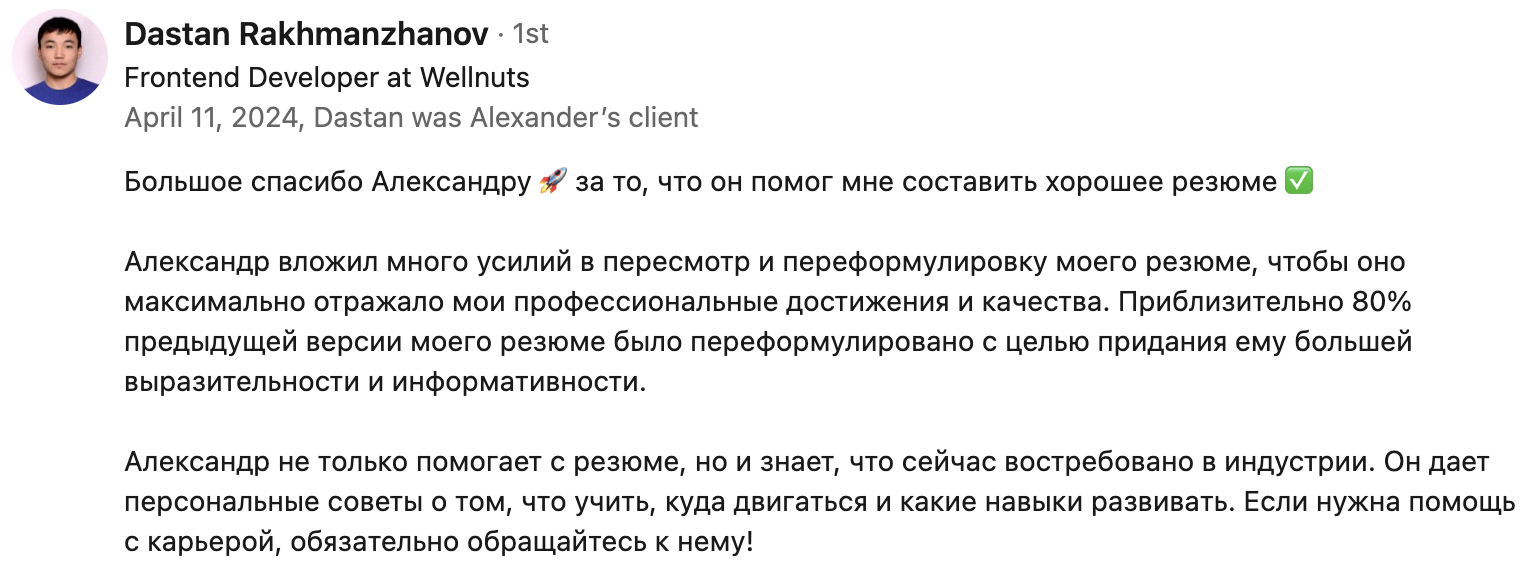 Dastan Rakhmanzhanov · 1st
Frontend Developer at Wellnuts
April 11, 2024, Dastan was Alexander’s client
Большое спасибо Александру 🚀 за то, что он помог мне составить хорошее резюме ✅
Александр вложил много усилий в пересмотр и переформулировку моего резюме, чтобы оно
максимально отражало мои профессиональные достижения и качества. Приблизительно 80%
предыдущей версии моего резюме было переформулировано с целью придания ему большей
выразительности и информативности.
Александр не только помогает с резюме, но и знает, что сейчас востребовано в индустрии. Он дает
персональные советы о том, что учить, куда двигаться и какие навыки развивать. Если нужна помощь
с карьерой, обязательно обращайтесь к нему!